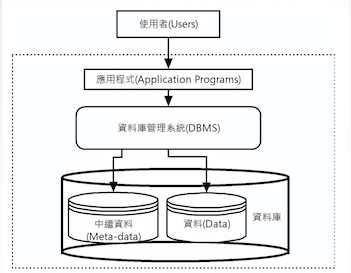 使用者(Users)
應用程式(Application Programs)
資料庫管理系統(DBMS)
中繼資料
(Meta-data)
資料(Data)
資料庫